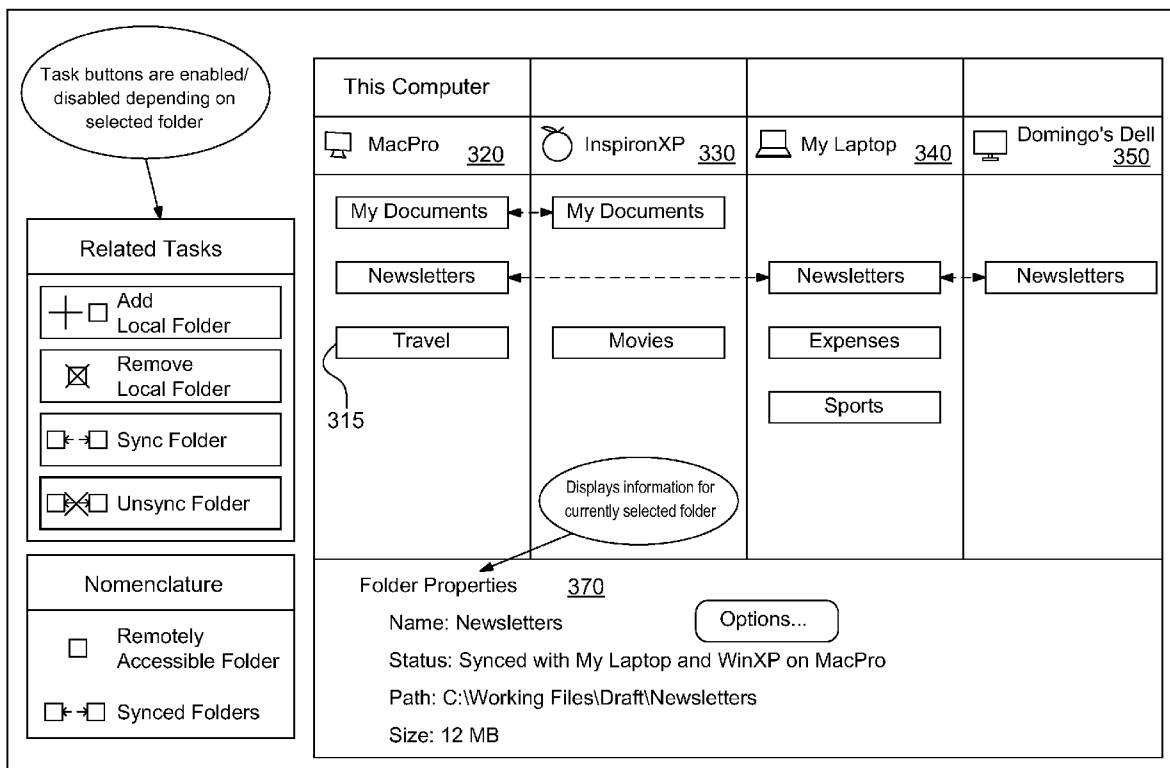 Task buttons are enabled/
disabled depending on
selected folder
Related Tasks
Add
Local Folder
Remove
Local Folder
Sync Folder
Unsync Folder
Nomenclature
Remotely
Accessible Folder
Synced Folders
This Computer
MacPro 320
InspironXP 330
My Laptop 340
Domingo's Dell
350
My Documents
My Documents
Newsletters
Newsletters
Newsletters
Travel
Movies
Expenses
315
Sports
Displays information for
currently selected folder
Folder Properties 370
Name: Newsletters
Options...
Status: Synced with My Laptop and WinXP on MacPro
Path: C:\Working Files\Draft\Newsletters
Size: 12 MB